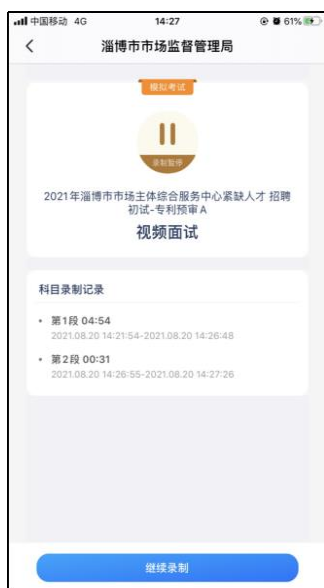 中国移动 4G 14:27 61%
淄博市市场监督管理局
模拟考试
录制暂停
2021年淄博市市场主体综合服务中心紧缺人才 招聘
初试-专利预审A
视频面试
科目录制记录
第1段 04:54
2021.08.20 14:21:54-2021.08.20 14:26:48
第2段 00:31
2021.08.20 14:26:55-2021.08.20 14:27:26
继续录制